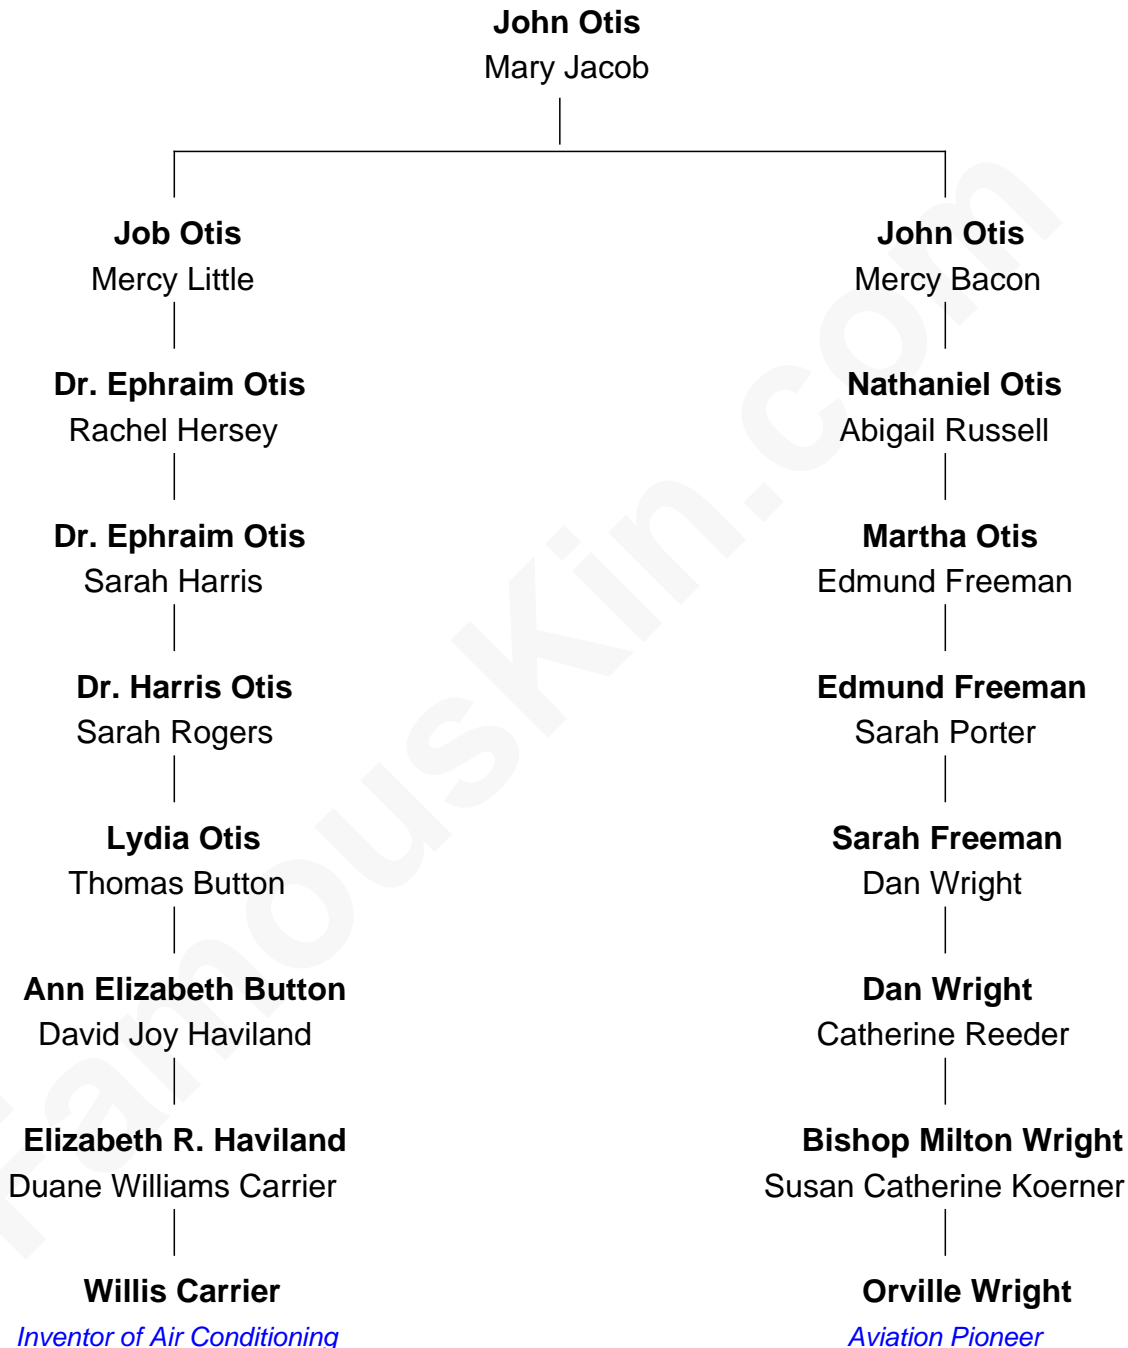 John Otis
Mary Jacob
Job Otis
Mercy Little
John Otis
Mercy Bacon
Dr. Ephraim Otis
Rachel Hersey
Nathaniel Otis
Abigail Russell
Dr. Ephraim Otis
Sarah Harris
Martha Otis
Edmund Freeman
Dr. Harris Otis
Sarah Rogers
Edmund Freeman
Sarah Porter
Lydia Otis
Thomas Button
Sarah Freeman
Dan Wright
Ann Elizabeth Button
David Joy Haviland
Dan Wright
Catherine Reeder
Elizabeth R. Haviland
Duane Williams Carrier
Bishop Milton Wright
Susan Catherine Koerner
Willis Carrier
Inventor of Air Conditioning
Orville Wright
Aviation Pioneer
FamousKin.com